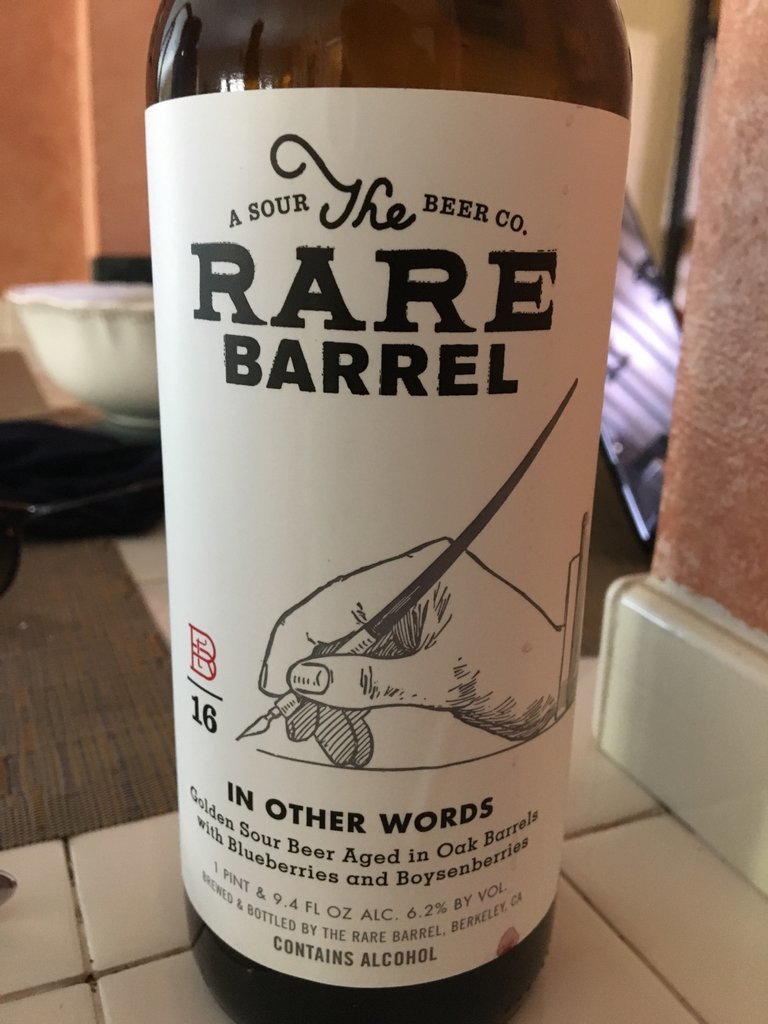 The
A SOUR BEER CO.
RARE
BARREL
B
16
IN OTHER WORDS
Golden Sour Beer Aged in Oak Barrels
with Blueberries and Boysenberries
1 PINT & 9.4 FL OZ ALC. 6.2% BY VOL.
BREWED & BOTTLED BY THE RARE BARREL, BERKELEY, CA
CONTAINS ALCOHOL